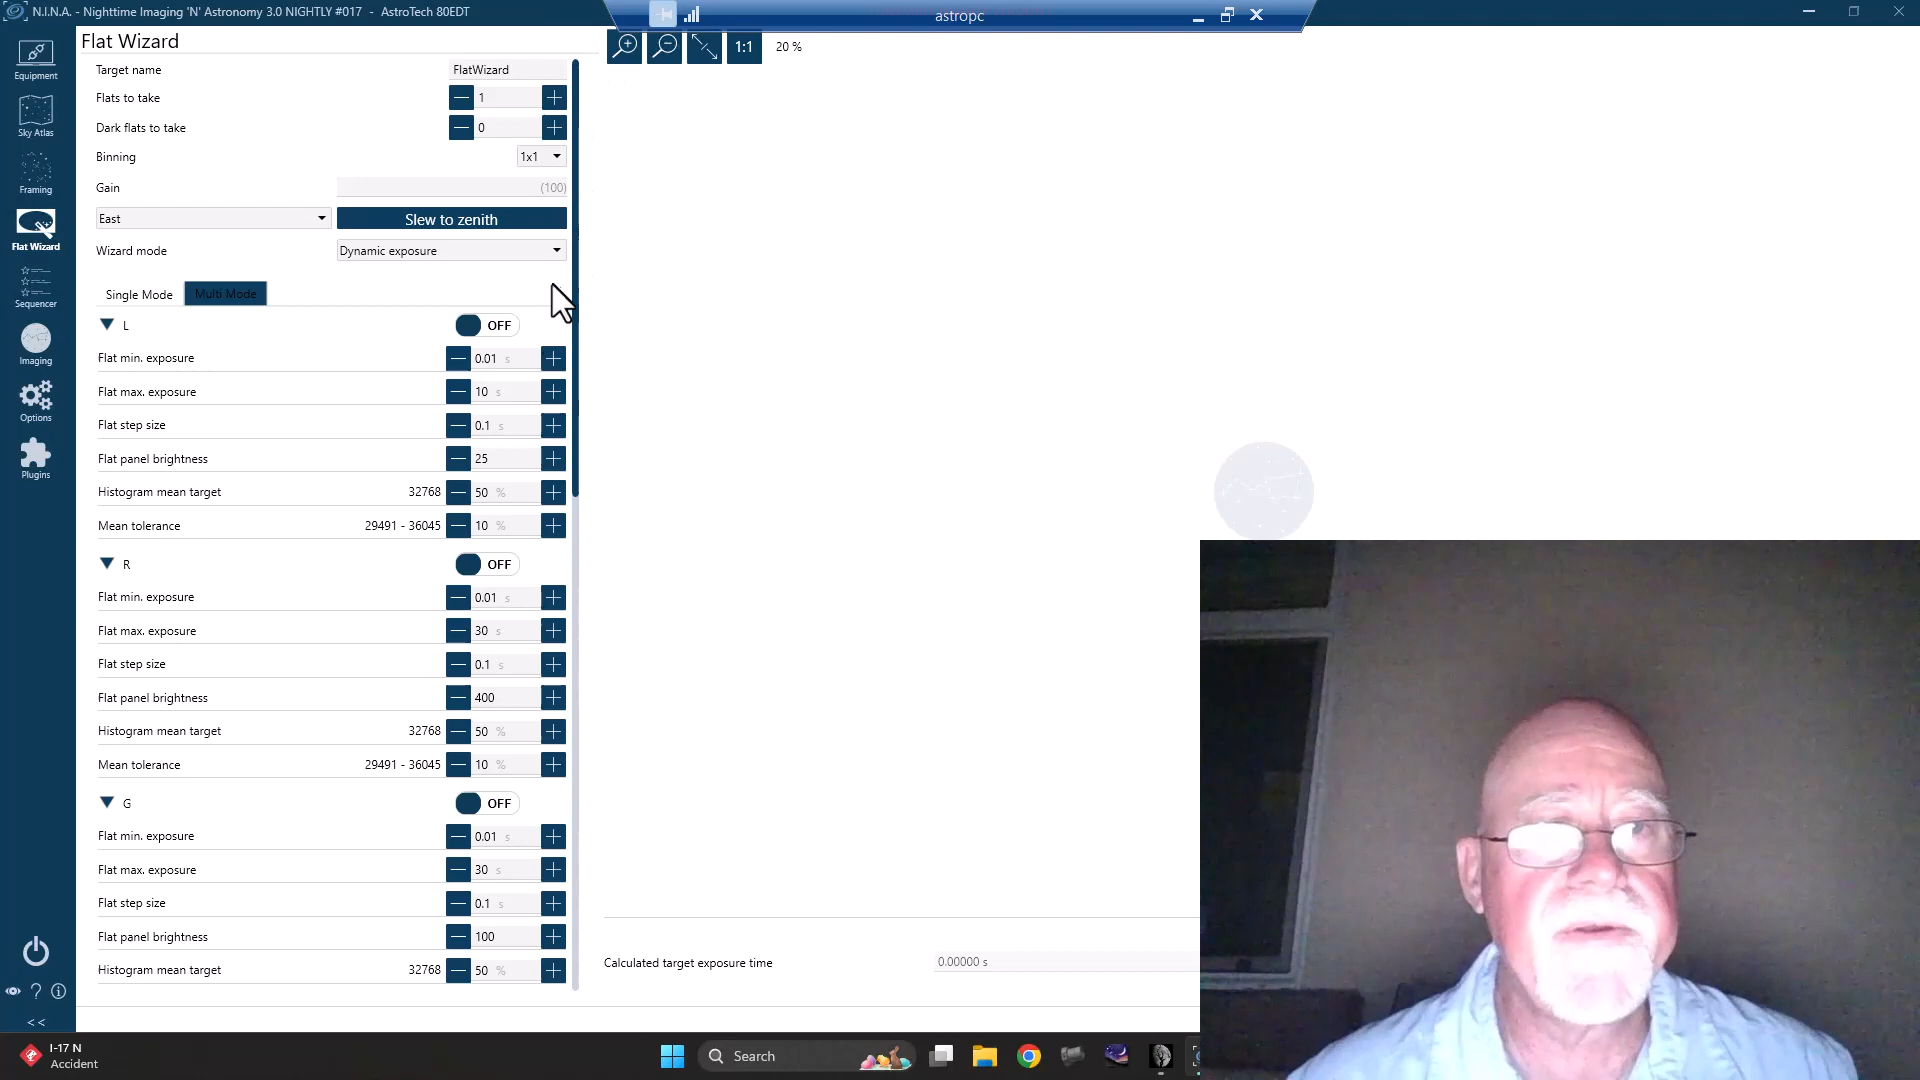 N.I.N.A. - Nighttime Imaging 'N' Astronomy 3.0 NIGHTLY #017 - AstroTech 80EDT
astropc
Flat Wizard
1:1
20 %
Equipment
Sky Atlas
Framing
Flat Wizard
Sequencer
Imaging
Options
Plugins
<<
Target name FlatWizard
Flats to take 1
Dark flats to take 0
Binning 1x1
Gain (100)
East Slew to zenith
Wizard mode Dynamic exposure
Single Mode Multi Mode
L OFF
Flat min. exposure 0.01 s
Flat max. exposure 10 s
Flat step size 0.1 s
Flat panel brightness 25
Histogram mean target 32768 50 %
Mean tolerance 29491 - 36045 10 %
R OFF
Flat min. exposure 0.01 s
Flat max. exposure 30 s
Flat step size 0.1 s
Flat panel brightness 400
Histogram mean target 32768 50 %
Mean tolerance 29491 - 36045 10 %
G OFF
Flat min. exposure 0.01 s
Flat max. exposure 30 s
Flat step size 0.1 s
Flat panel brightness 100
Histogram mean target 32768 50 %
Calculated target exposure time 0.00000 s
I-17 N
Accident
Search